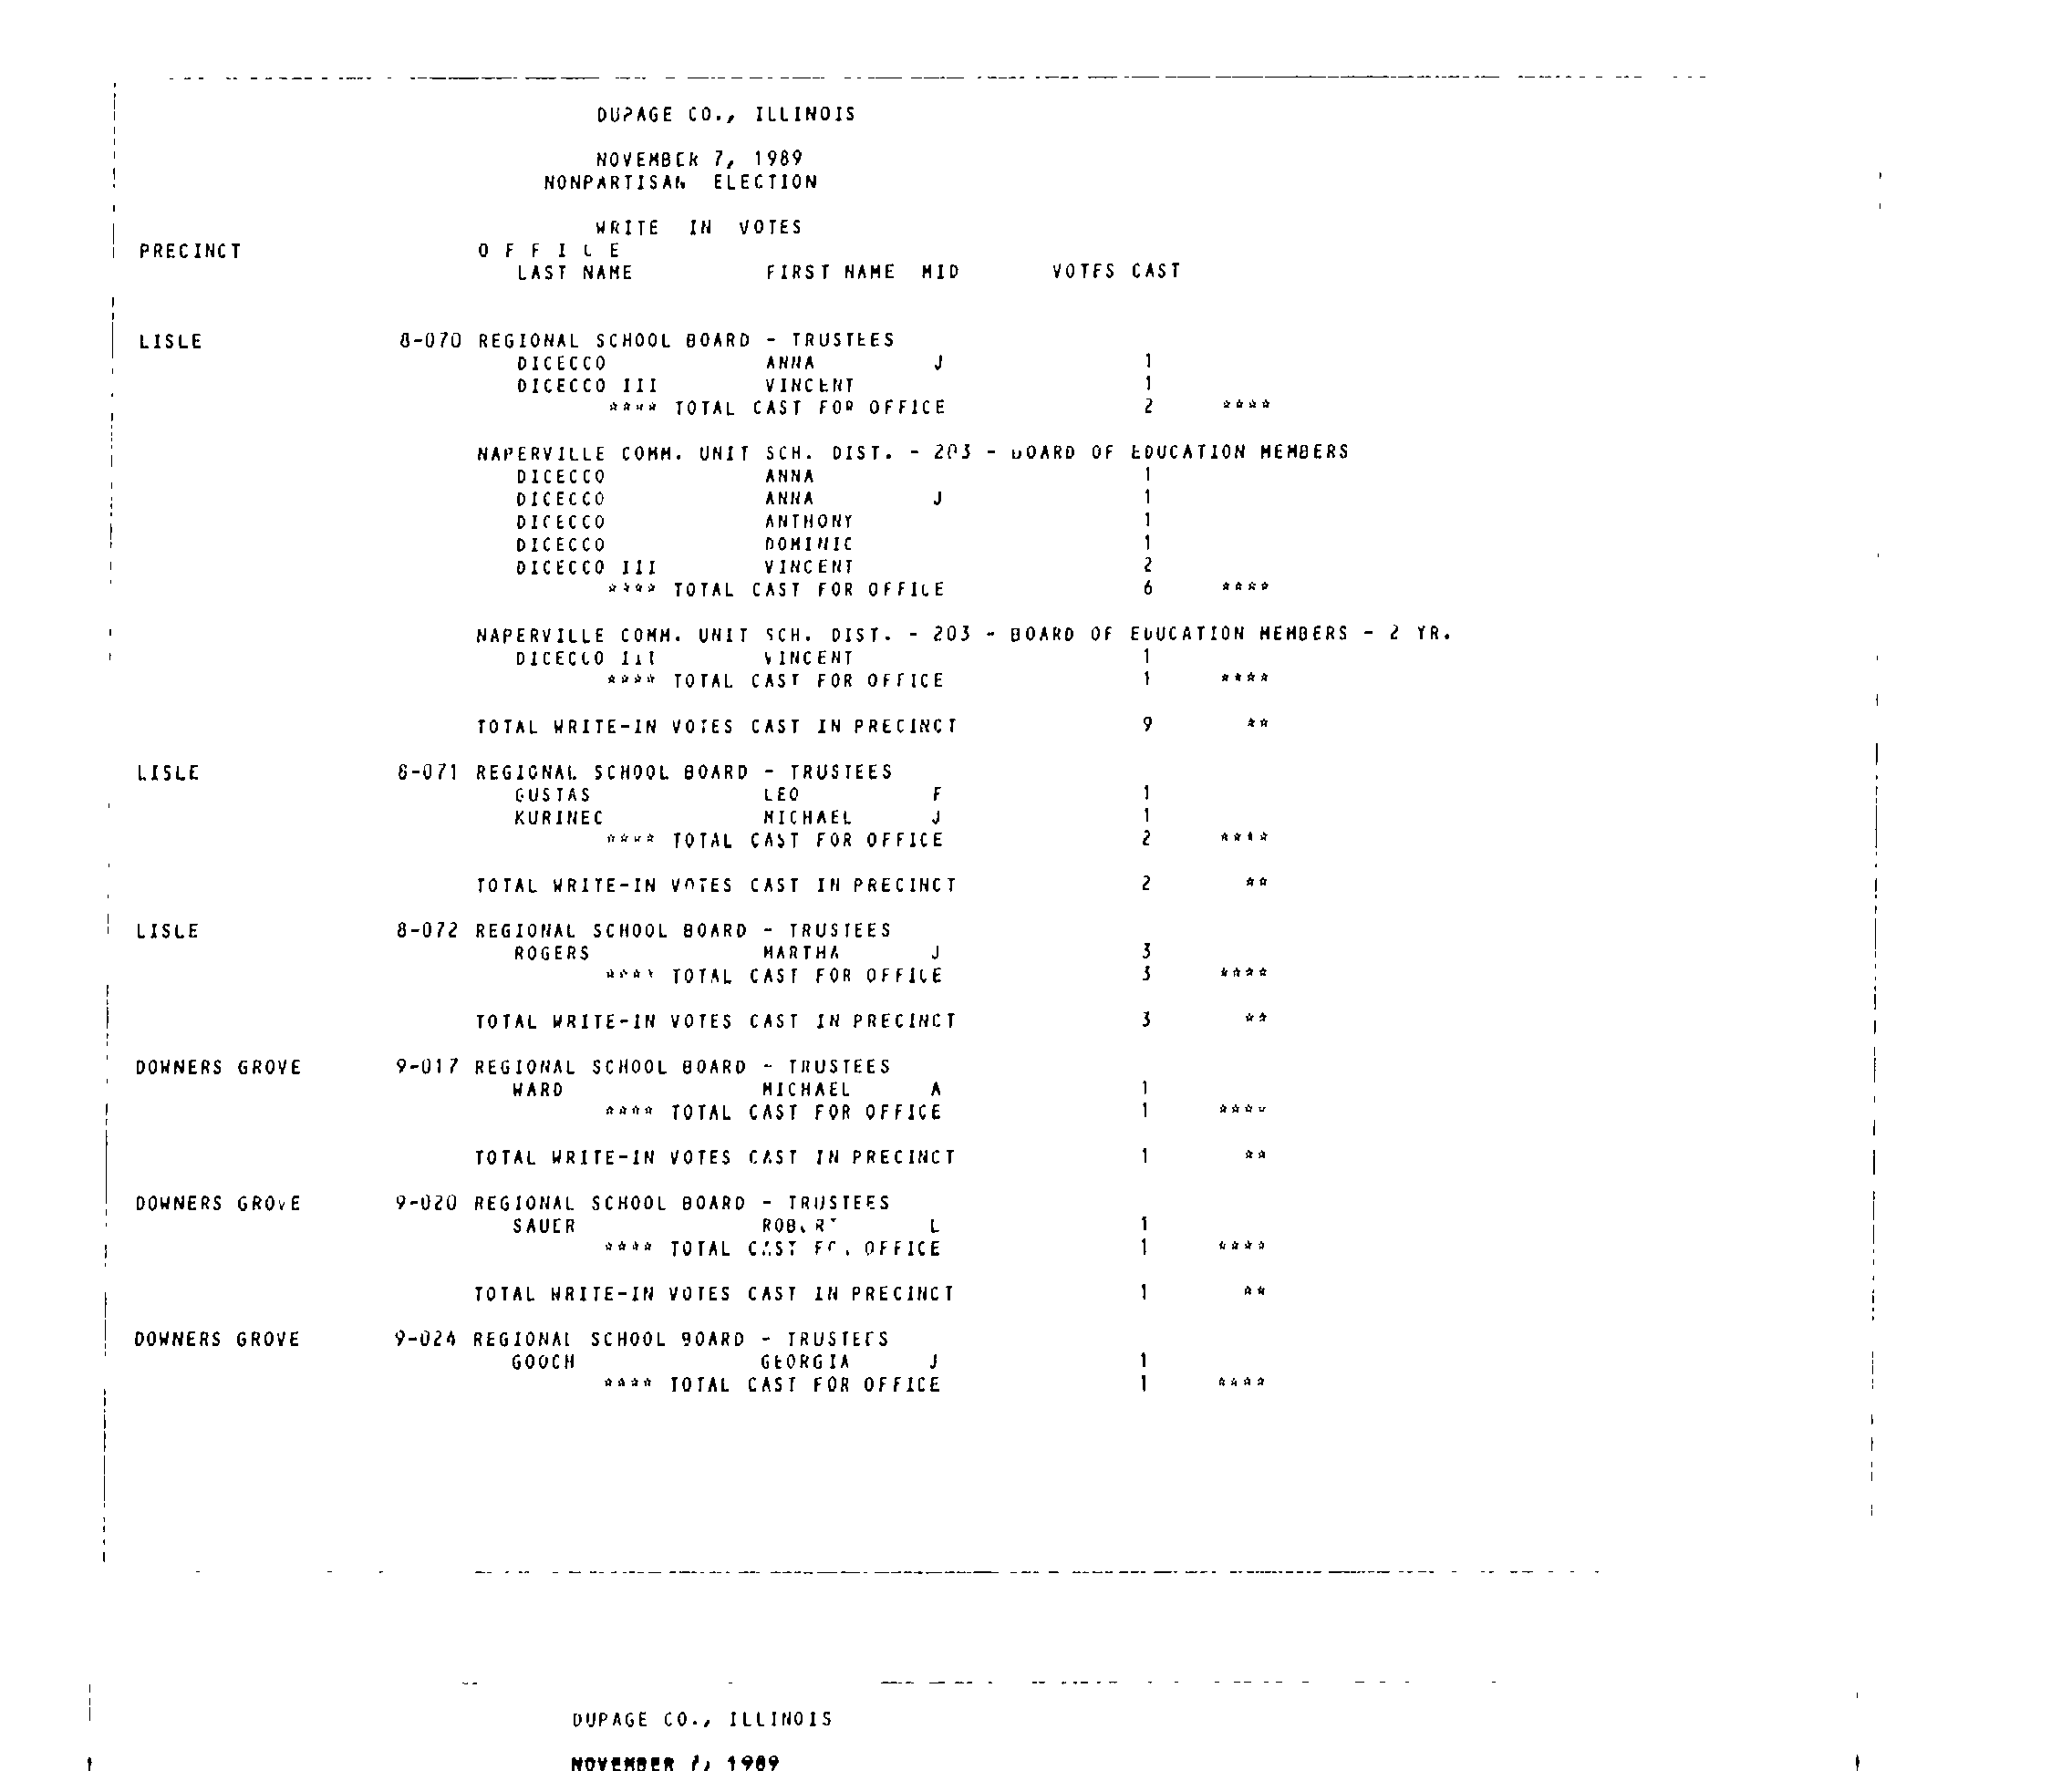 DUPAGE CO., ILLINOIS
NOVEMBER 7, 1989
NONPARTISAN ELECTION
WRITE IN VOTES
PRECINCT O F F I C E
LAST NAME FIRST NAME MID VOTES CAST
LISLE 8-070 REGIONAL SCHOOL BOARD - TRUSTEES
DICECCO ANNA J 1
DICECCO III VINCENT 1
**** TOTAL CAST FOR OFFICE 2 ****
NAPERVILLE COMM. UNIT SCH. DIST. - 203 - BOARD OF EDUCATION MEMBERS
DICECCO ANNA 1
DICECCO ANNA J 1
DICECCO ANTHONY 1
DICECCO DOMINIC 1
DICECCO III VINCENT 2
**** TOTAL CAST FOR OFFICE 6 ****
NAPERVILLE COMM. UNIT SCH. DIST. - 203 - BOARD OF EDUCATION MEMBERS - 2 YR.
DICECCO III VINCENT 1
**** TOTAL CAST FOR OFFICE 1 ****
TOTAL WRITE-IN VOTES CAST IN PRECINCT 9 **
LISLE 8-071 REGIONAL SCHOOL BOARD - TRUSTEES
GUSTAS LEO F 1
KURINEC MICHAEL J 1
**** TOTAL CAST FOR OFFICE 2 ****
TOTAL WRITE-IN VOTES CAST IN PRECINCT 2 **
LISLE 8-072 REGIONAL SCHOOL BOARD - TRUSTEES
ROGERS MARTHA J 3
**** TOTAL CAST FOR OFFICE 3 ****
TOTAL WRITE-IN VOTES CAST IN PRECINCT 3 **
DOWNERS GROVE 9-017 REGIONAL SCHOOL BOARD - TRUSTEES
WARD MICHAEL A 1
**** TOTAL CAST FOR OFFICE 1 ****
TOTAL WRITE-IN VOTES CAST IN PRECINCT 1 **
DOWNERS GROVE 9-020 REGIONAL SCHOOL BOARD - TRUSTEES
SAUER ROBERT L 1
**** TOTAL CAST FOR OFFICE 1 ****
TOTAL WRITE-IN VOTES CAST IN PRECINCT 1 **
DOWNERS GROVE 9-024 REGIONAL SCHOOL BOARD - TRUSTEES
GOOCH GEORGIA J 1
**** TOTAL CAST FOR OFFICE 1 ****
DUPAGE CO., ILLINOIS
NOVEMBER 7, 1989